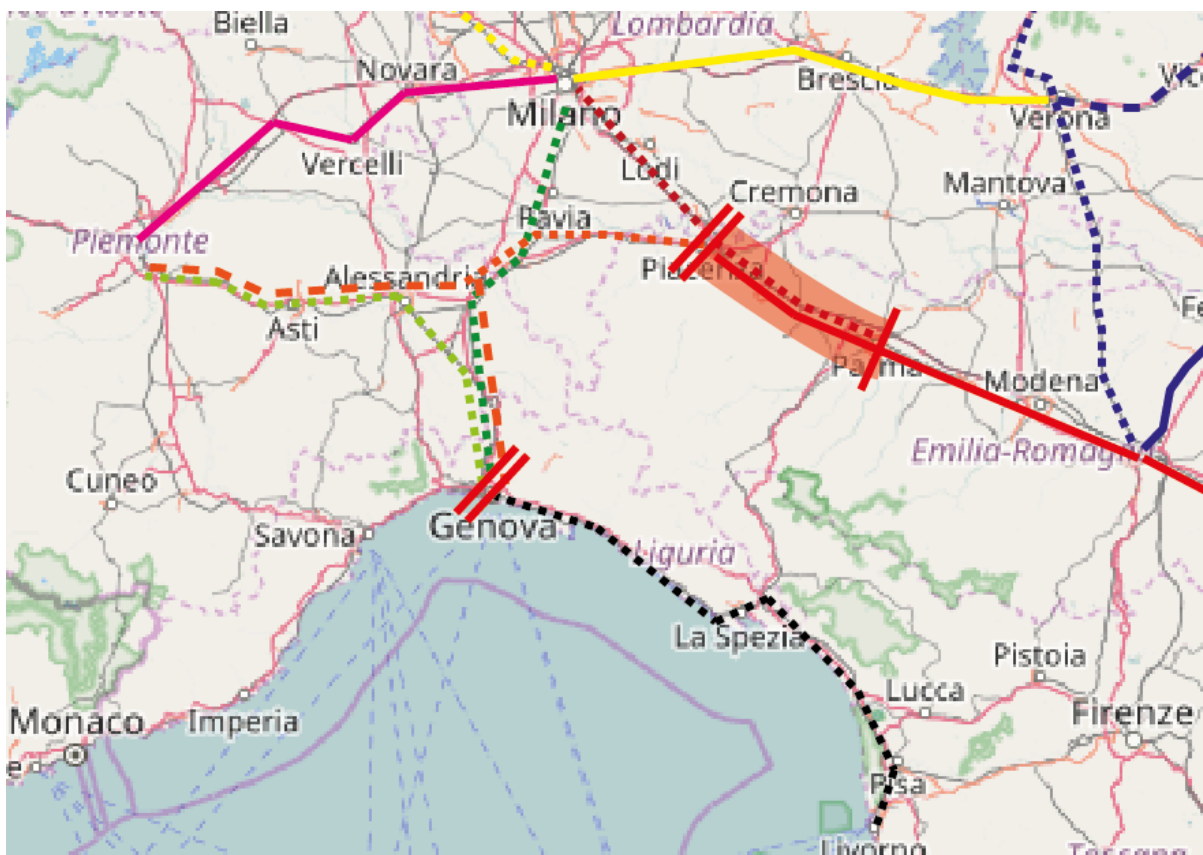 Biella
Lombardia
Novara
Brescia
Milano
Verona
Vercelli
Lodi
Cremona
Mantova
Pavia
Piemonte
Piacenza
Alessandria
Asti
Parma
Modena
Emilia-Romagna
Cuneo
Genova
Savona
Liguria
La Spezia
Pistoia
Lucca
Monaco
Imperia
Firenze
Pisa
Livorno
Toscana